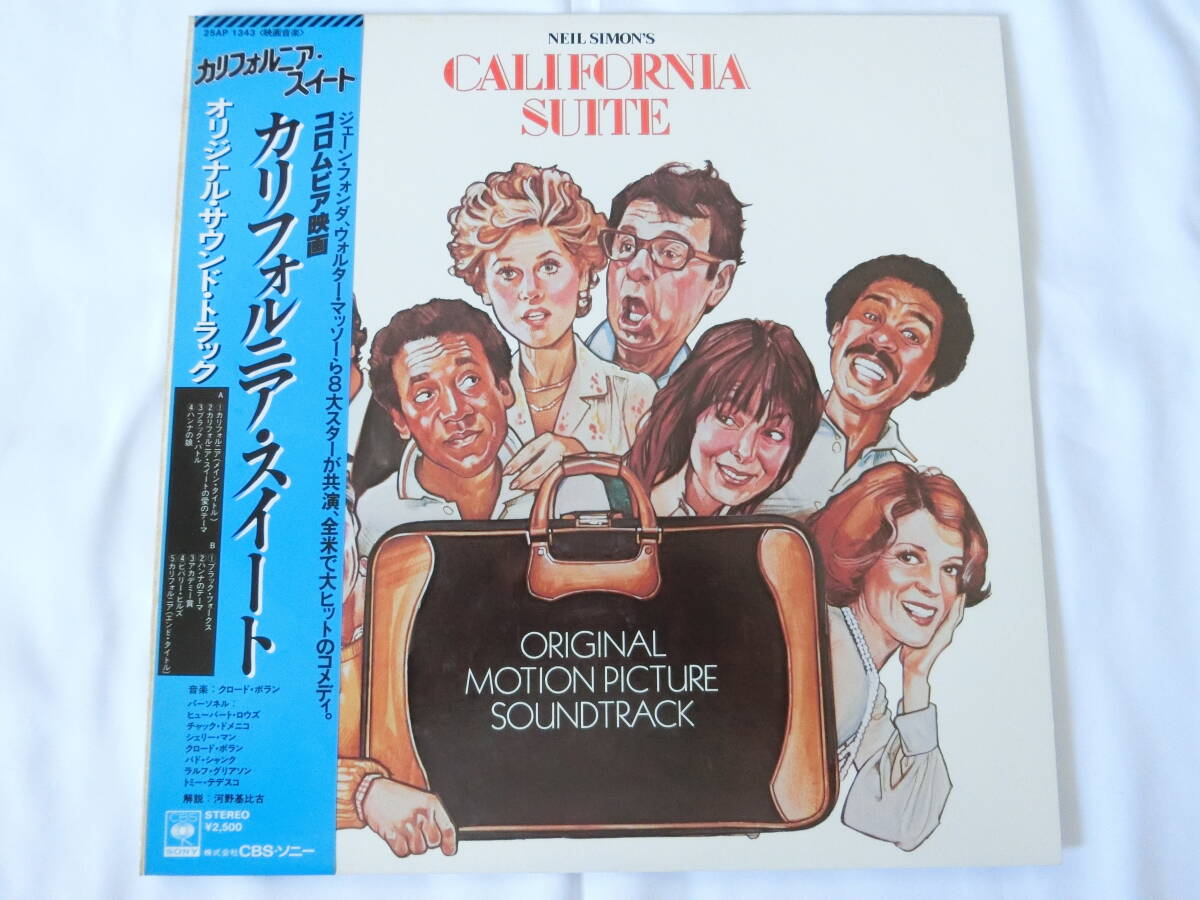 25AP 1343 〈映画音楽〉
カリフォルニア・
スイート
ジェーン・フォンダ、ウォルター・マッソーら8大スターが共演、全米で大ヒットのコメディ。
コロムビア映画
カリフォルニア・スイート
オリジナル・サウンド・トラック
A
①カリフォルニア(メイン・タイトル)
②カリフォルニア・スイートの愛のテーマ
③ブラック・バトル
④ハンナの娘
B
①ブラック・フォークス
②ハンナのテーマ
③アカデミー賞
④ビバリー・ヒルズ
⑤カリフォルニア(エンド・タイトル)
音楽:クロード・ボラン
パーソネル:
ヒューバート・ロウズ
チャック・ドメニコ
シェリー・マン
クロード・ボラン
バド・シャンク
ラルフ・グリアソン
トミー・テデスコ
解説:河野基比古
CBS
SONY
STEREO
¥2,500
株式会社CBS・ソニー
NEIL SIMON'S
CALIFORNIA
SUITE
ORIGINAL
MOTION PICTURE
SOUNDTRACK